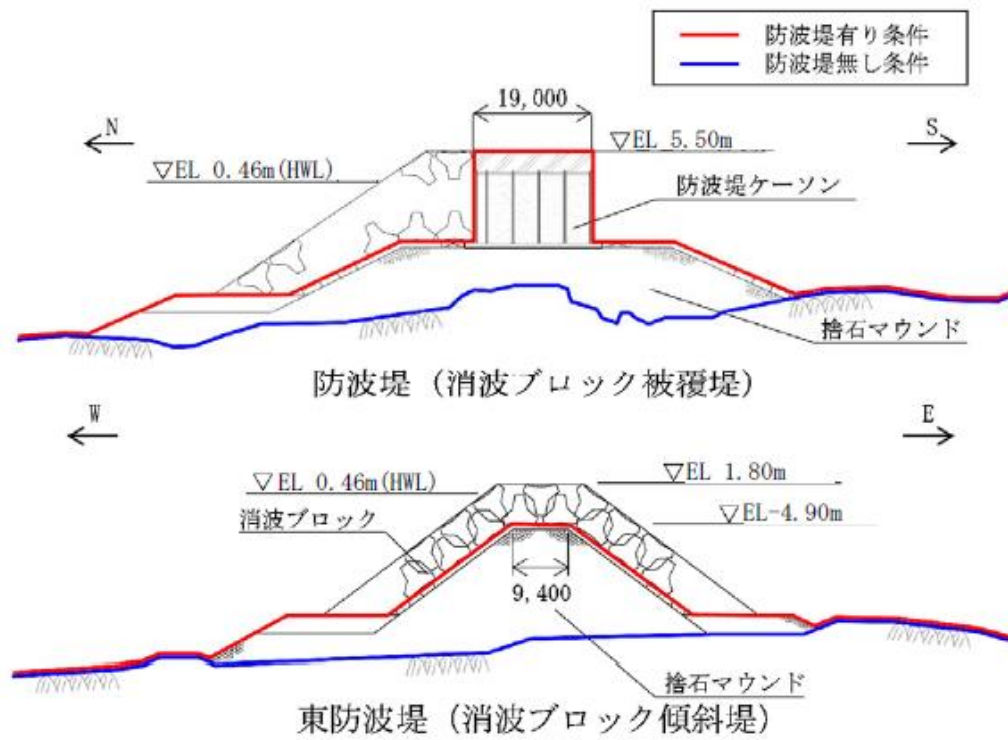 防波堤有り条件
防波堤無し条件
19,000
N
S
▽EL 5.50m
▽EL 0.46m(HWL)
防波堤ケーソン
捨石マウンド
防波堤（消波ブロック被覆堤）
W
E
▽EL 0.46m(HWL)
▽EL 1.80m
消波ブロック
▽EL-4.90m
9,400
捨石マウンド
東防波堤（消波ブロック傾斜堤）